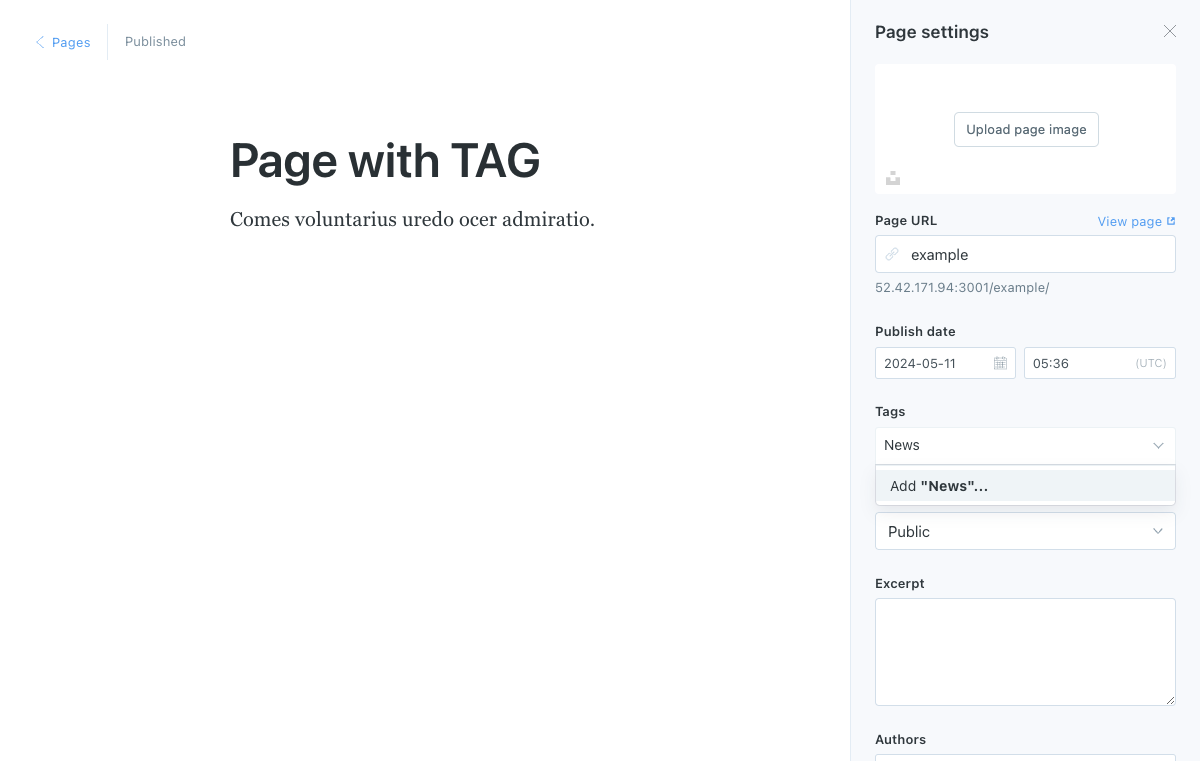 Pages
Published
Page with TAG
Comes voluntarius uredo ocer admiratio.
Page settings
Upload page image
Page URL
View page
example
52.42.171.94:3001/example/
Publish date
2024-05-11
05:36
(UTC)
Tags
News
Add "News"...
Public
Excerpt
Authors